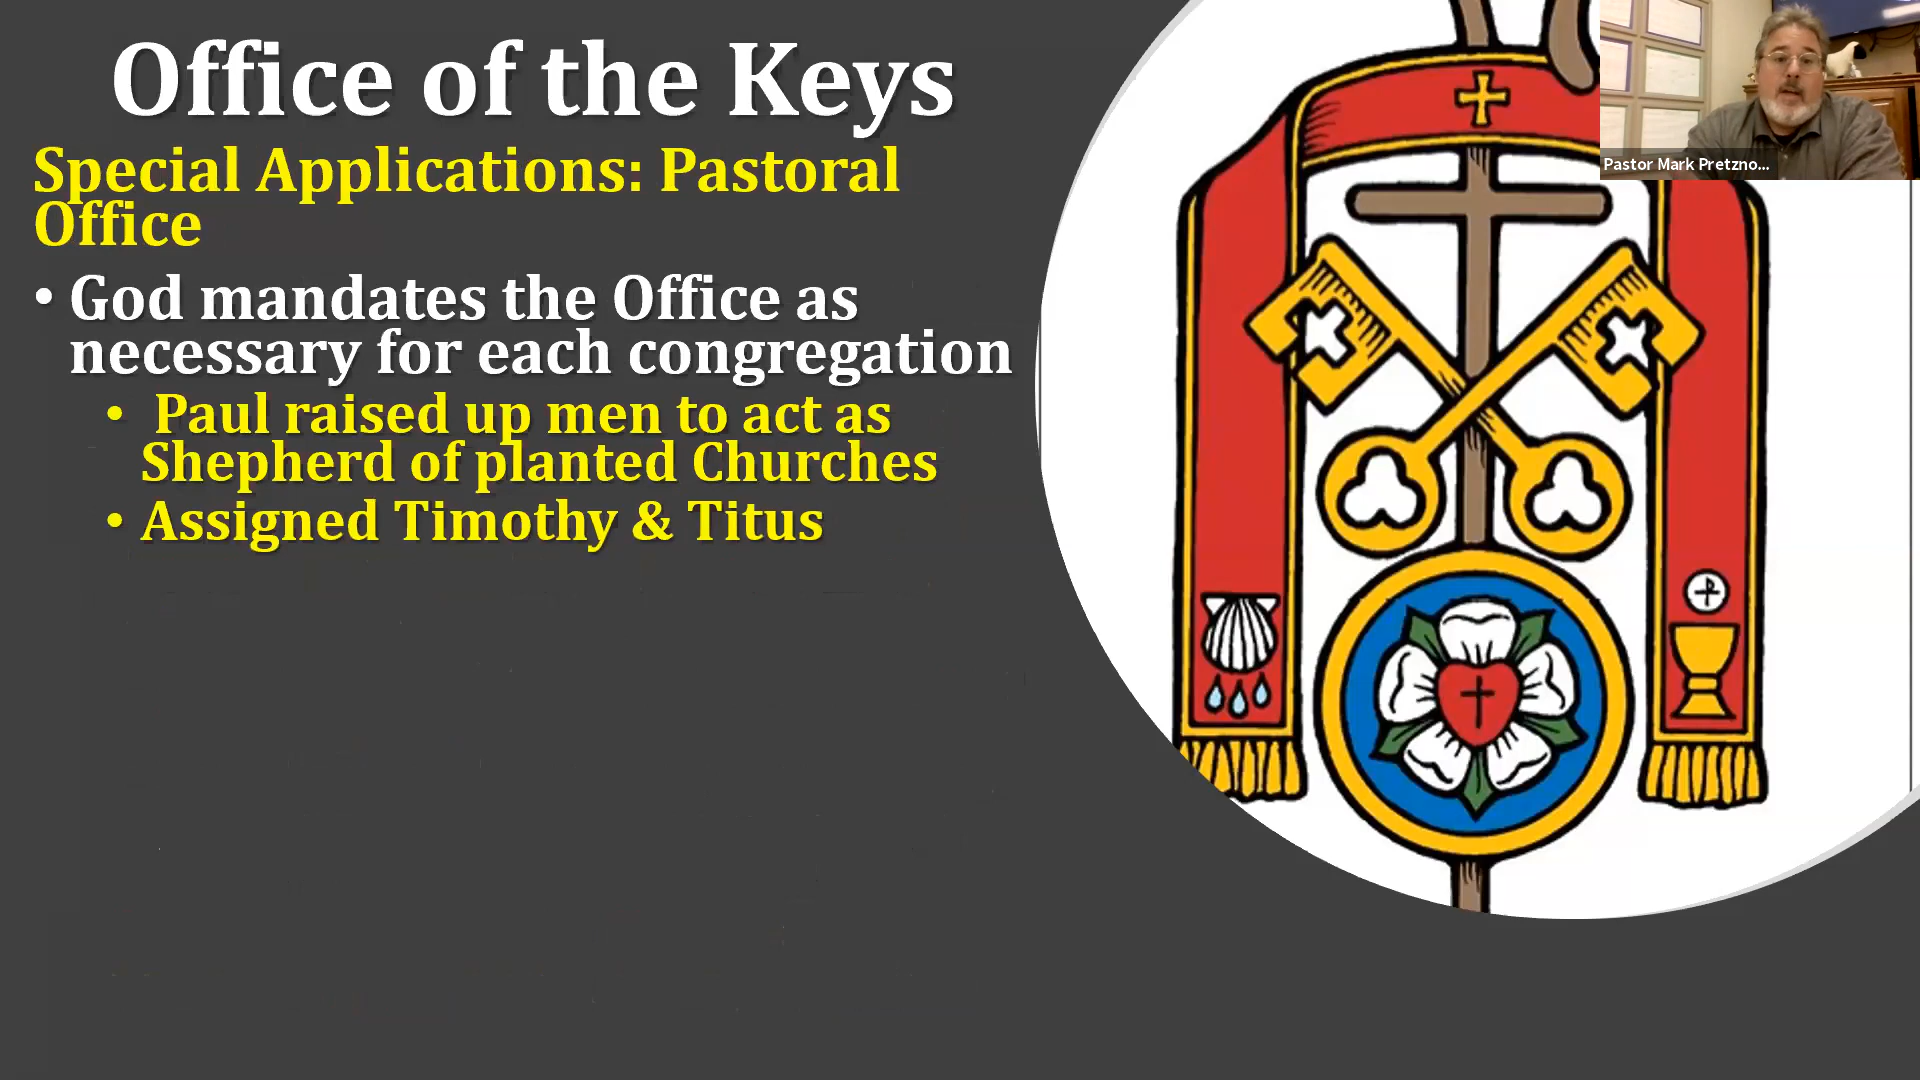 Office of the Keys
Special Applications: Pastoral
Office
• God mandates the Office as
necessary for each congregation
• Paul raised up men to act as
Shepherd of planted Churches
• Assigned Timothy & Titus
Pastor Mark Pretzno...